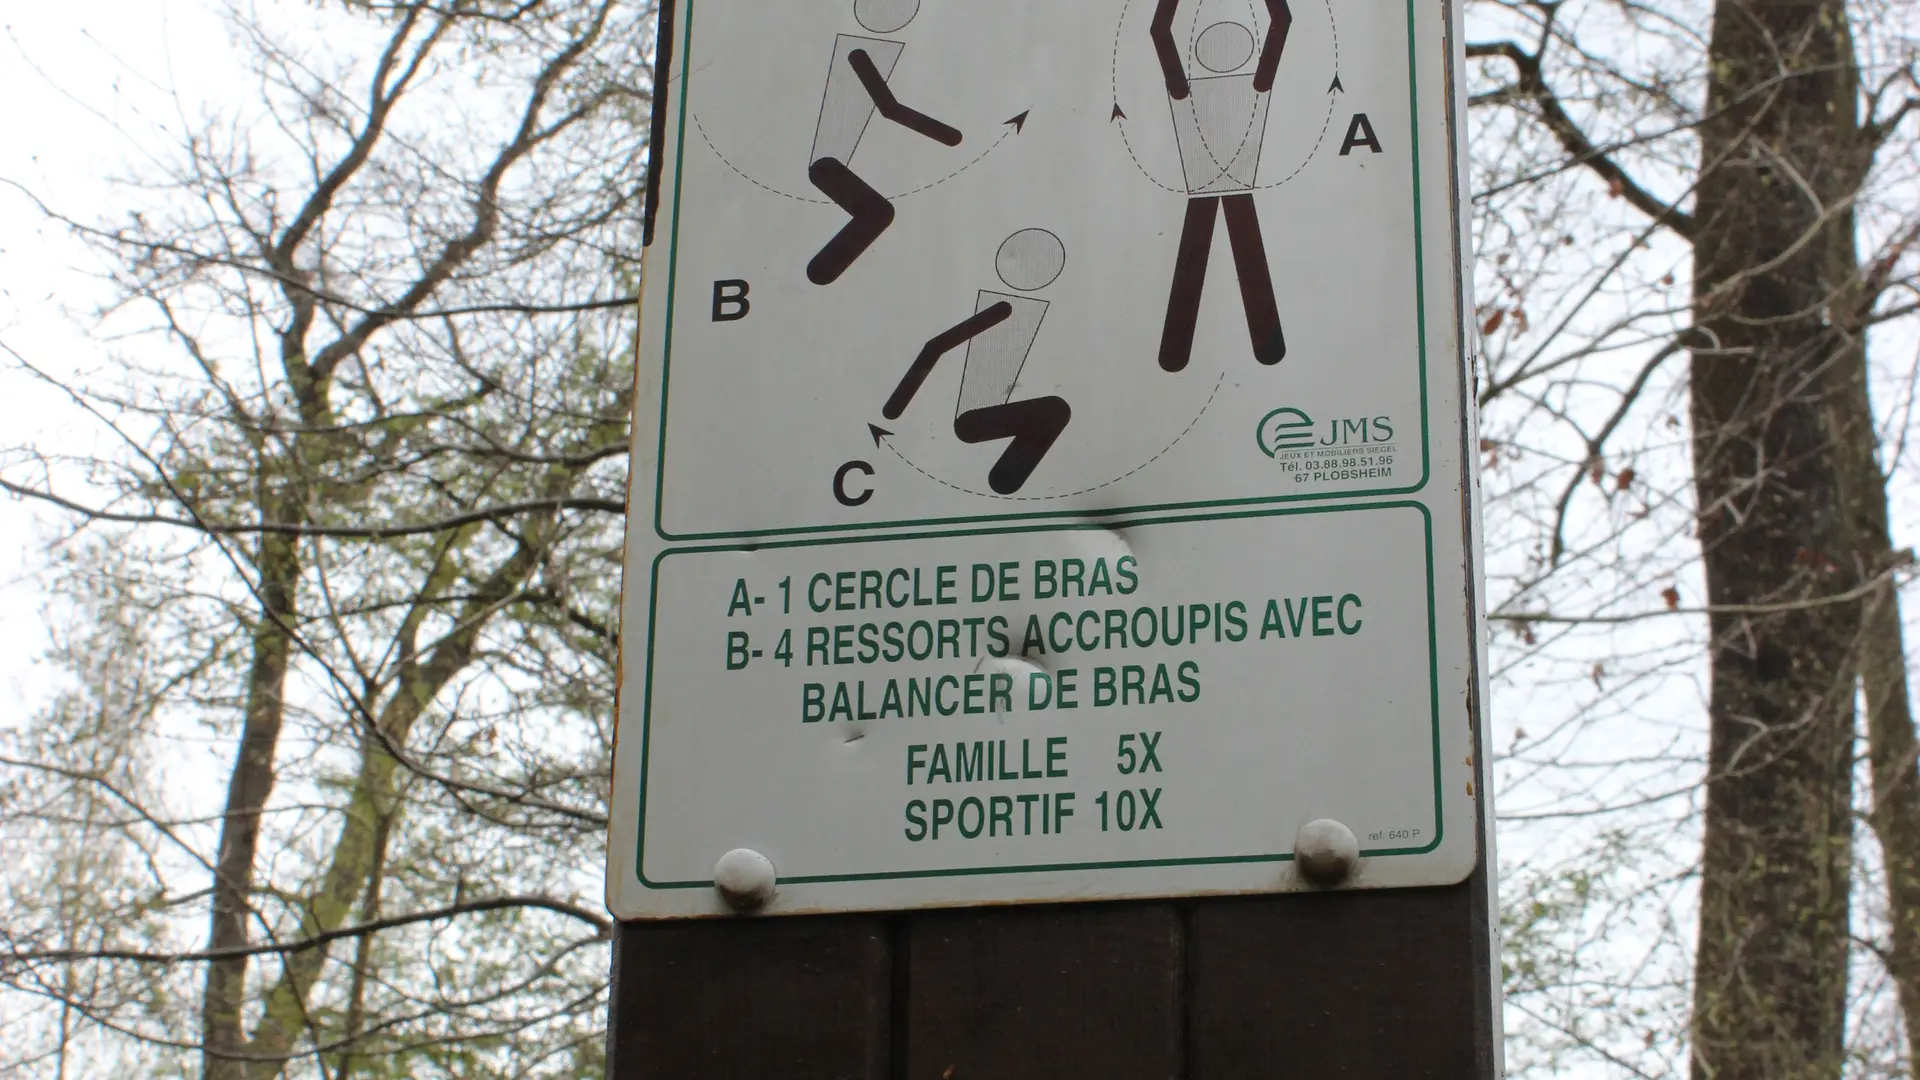 A
B
C
JMS
JEUX ET MOBILIERS SIEGEL
Tél. 03.88.98.51.96
67 PLOBSHEIM
A- 1 CERCLE DE BRAS
B- 4 RESSORTS ACCROUPIS AVEC
BALANCER DE BRAS
FAMILLE 5X
SPORTIF 10X
ref. 640 P